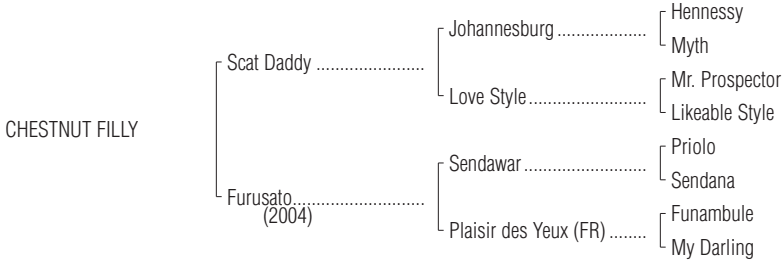 Hennessy
Johannesburg ...................
Myth
Scat Daddy .......................
Mr. Prospector
Love Style.........................
Likeable Style
CHESTNUT FILLY
Priolo
Sendawar ..........................
Sendana
Furusato............................
(2004)
Funambule
Plaisir des Yeux (FR) ........
My Darling